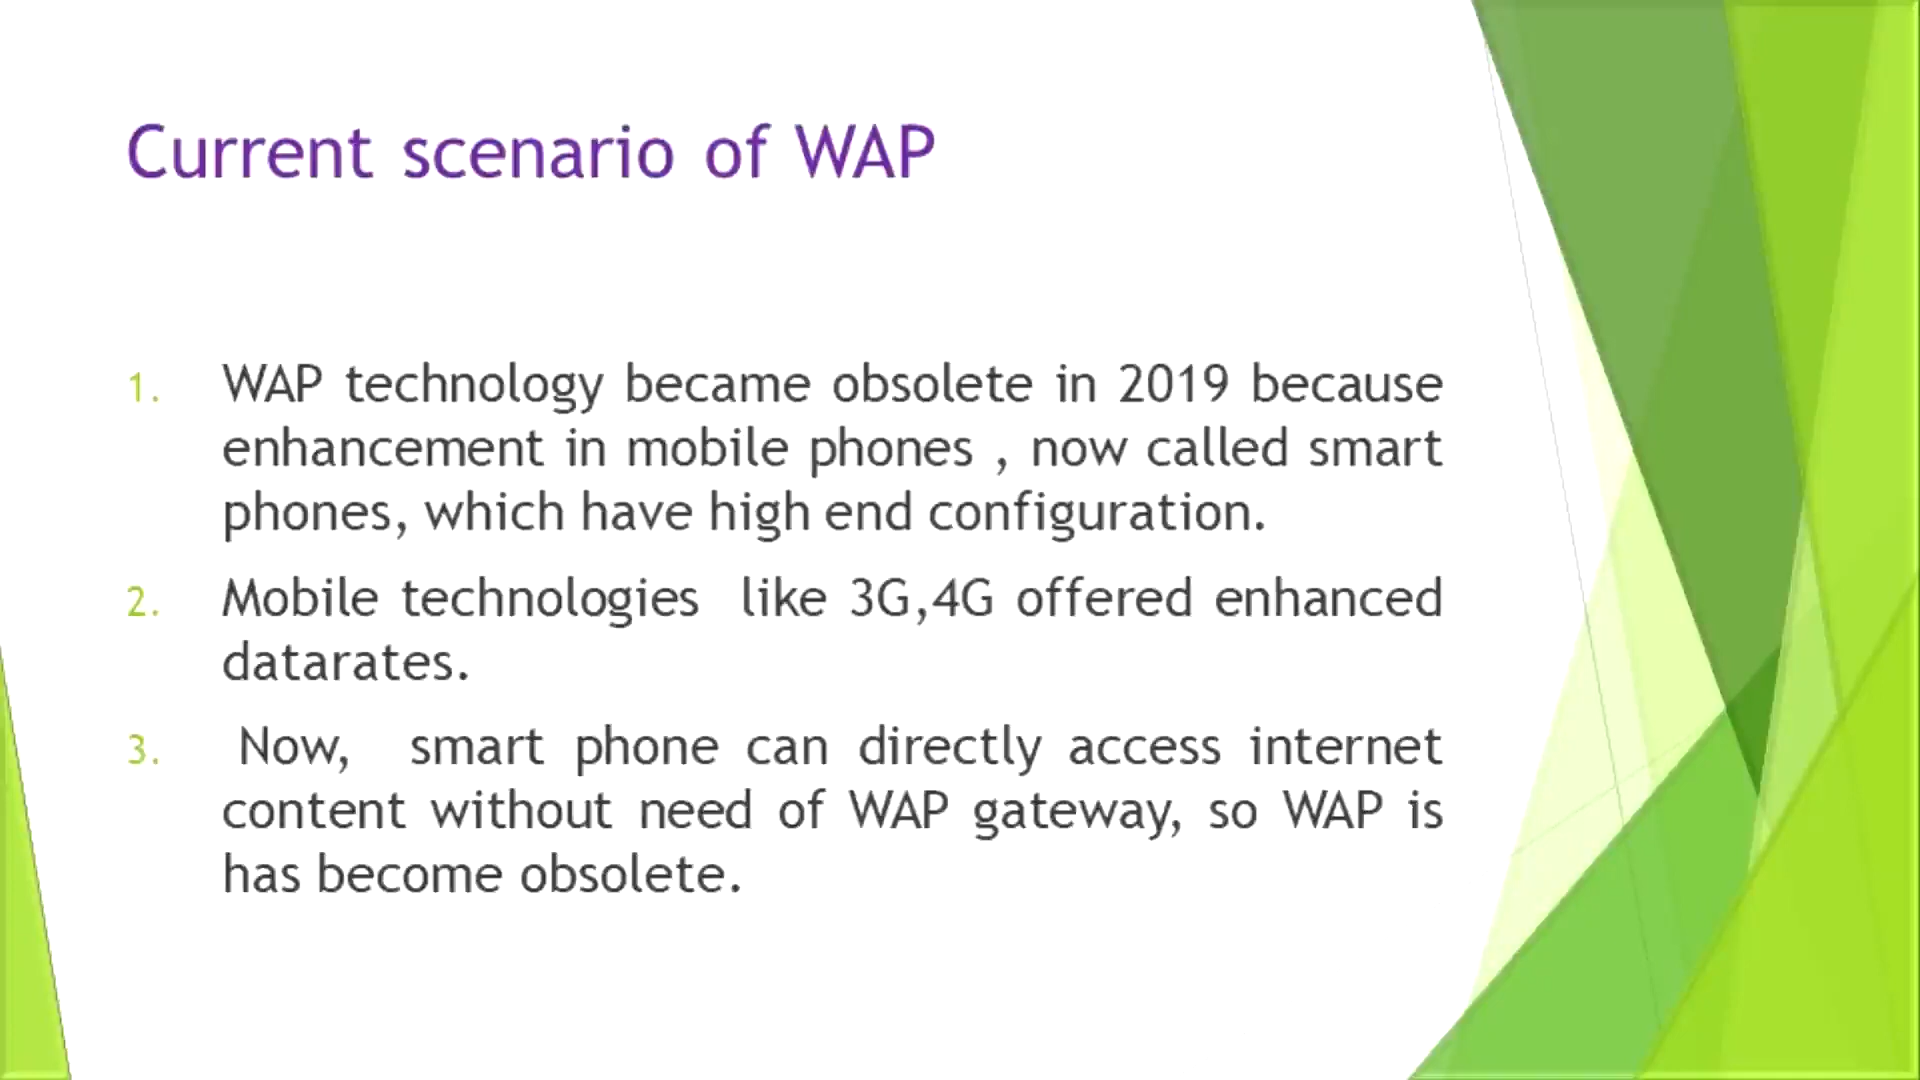 Current scenario of WAP
1. WAP technology became obsolete in 2019 because
enhancement in mobile phones , now called smart
phones, which have high end configuration.
2. Mobile technologies like 3G,4G offered enhanced
datarates.
3. Now, smart phone can directly access internet
content without need of WAP gateway, so WAP is
has become obsolete.